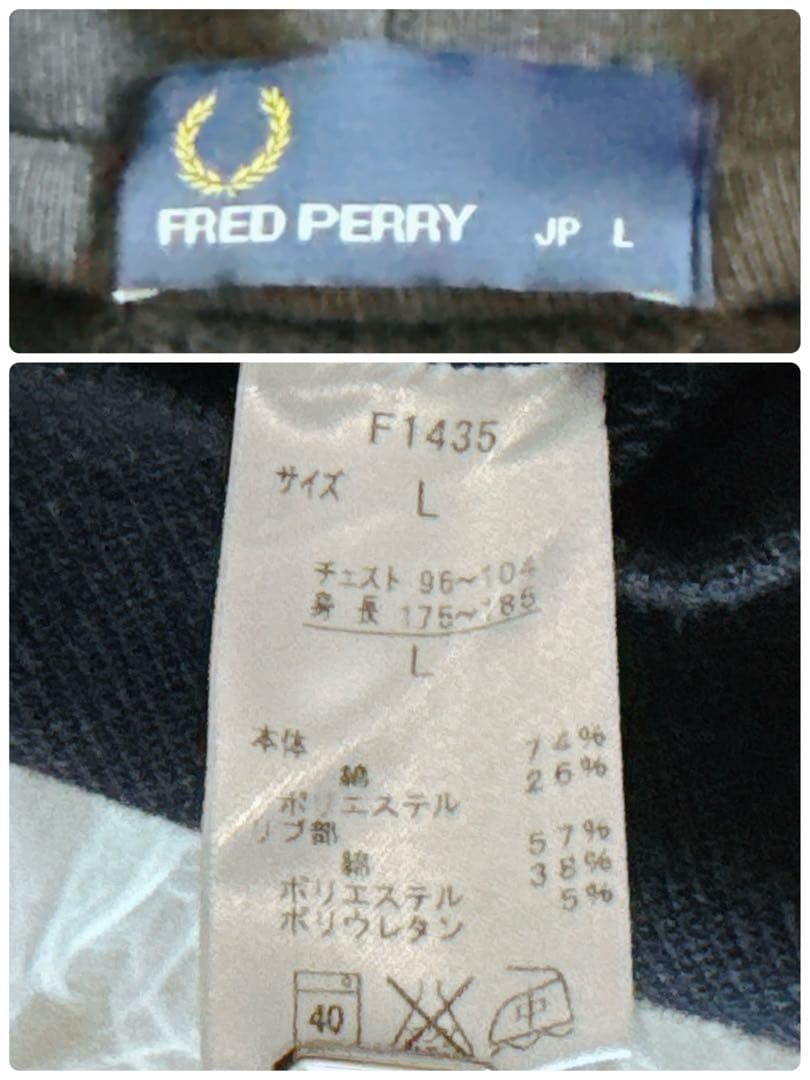 FRED PERRY JP L
F1435
サイズ L
チェスト 96~104
身長 175~185
L
本体
綿 74%
ポリエステル 26%
リブ部
綿 57%
ポリエステル 38%
ポリウレタン 5%
40 中